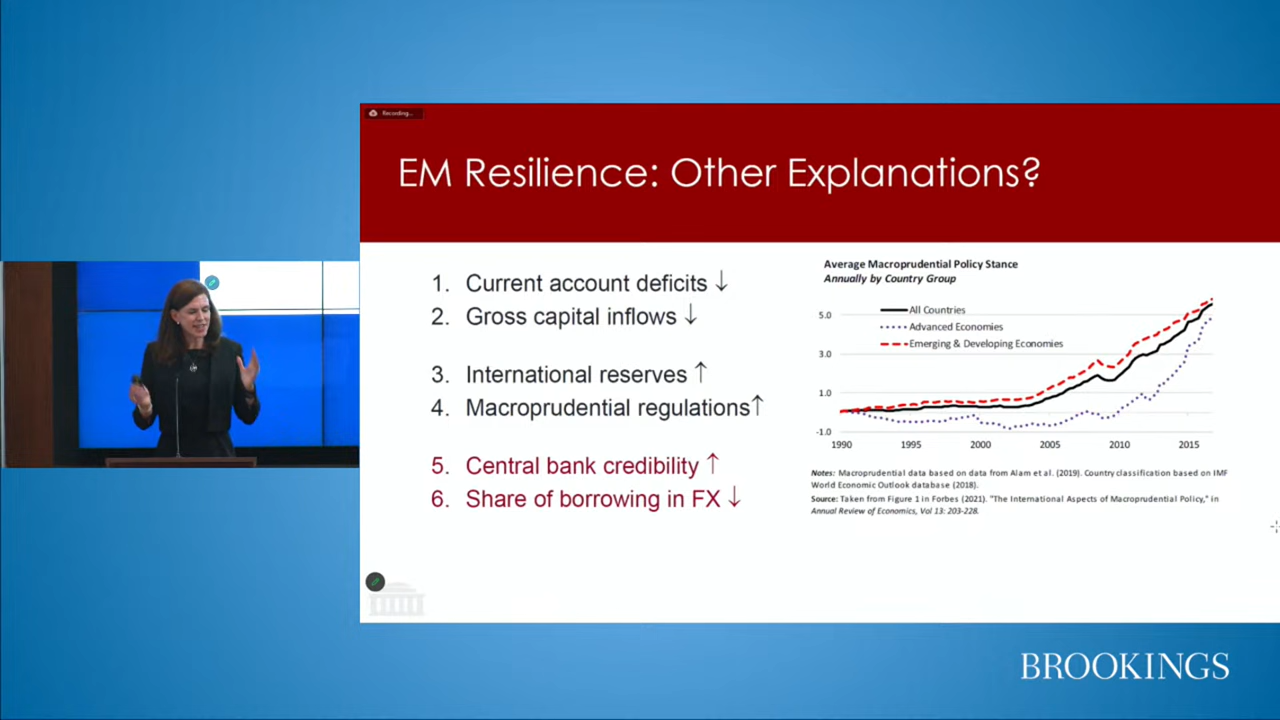 Recording...
EM Resilience: Other Explanations?
1. Current account deficits ↓
2. Gross capital inflows ↓
3. International reserves ↑
4. Macroprudential regulations↑
5. Central bank credibility ↑
6. Share of borrowing in FX ↓
Average Macroprudential Policy Stance
Annually by Country Group
All Countries
Advanced Economies
Emerging & Developing Economies
5.0
3.0
1.0
-1.0
1990 1995 2000 2005 2010 2015
Notes: Macroprudential data based on data from Alam et al. (2019). Country classification based on IMF
World Economic Outlook database (2018).
Source: Taken from Figure 1 in Forbes (2021). "The International Aspects of Macroprudential Policy," in
Annual Review of Economics, Vol 13: 203-228.
BROOKINGS